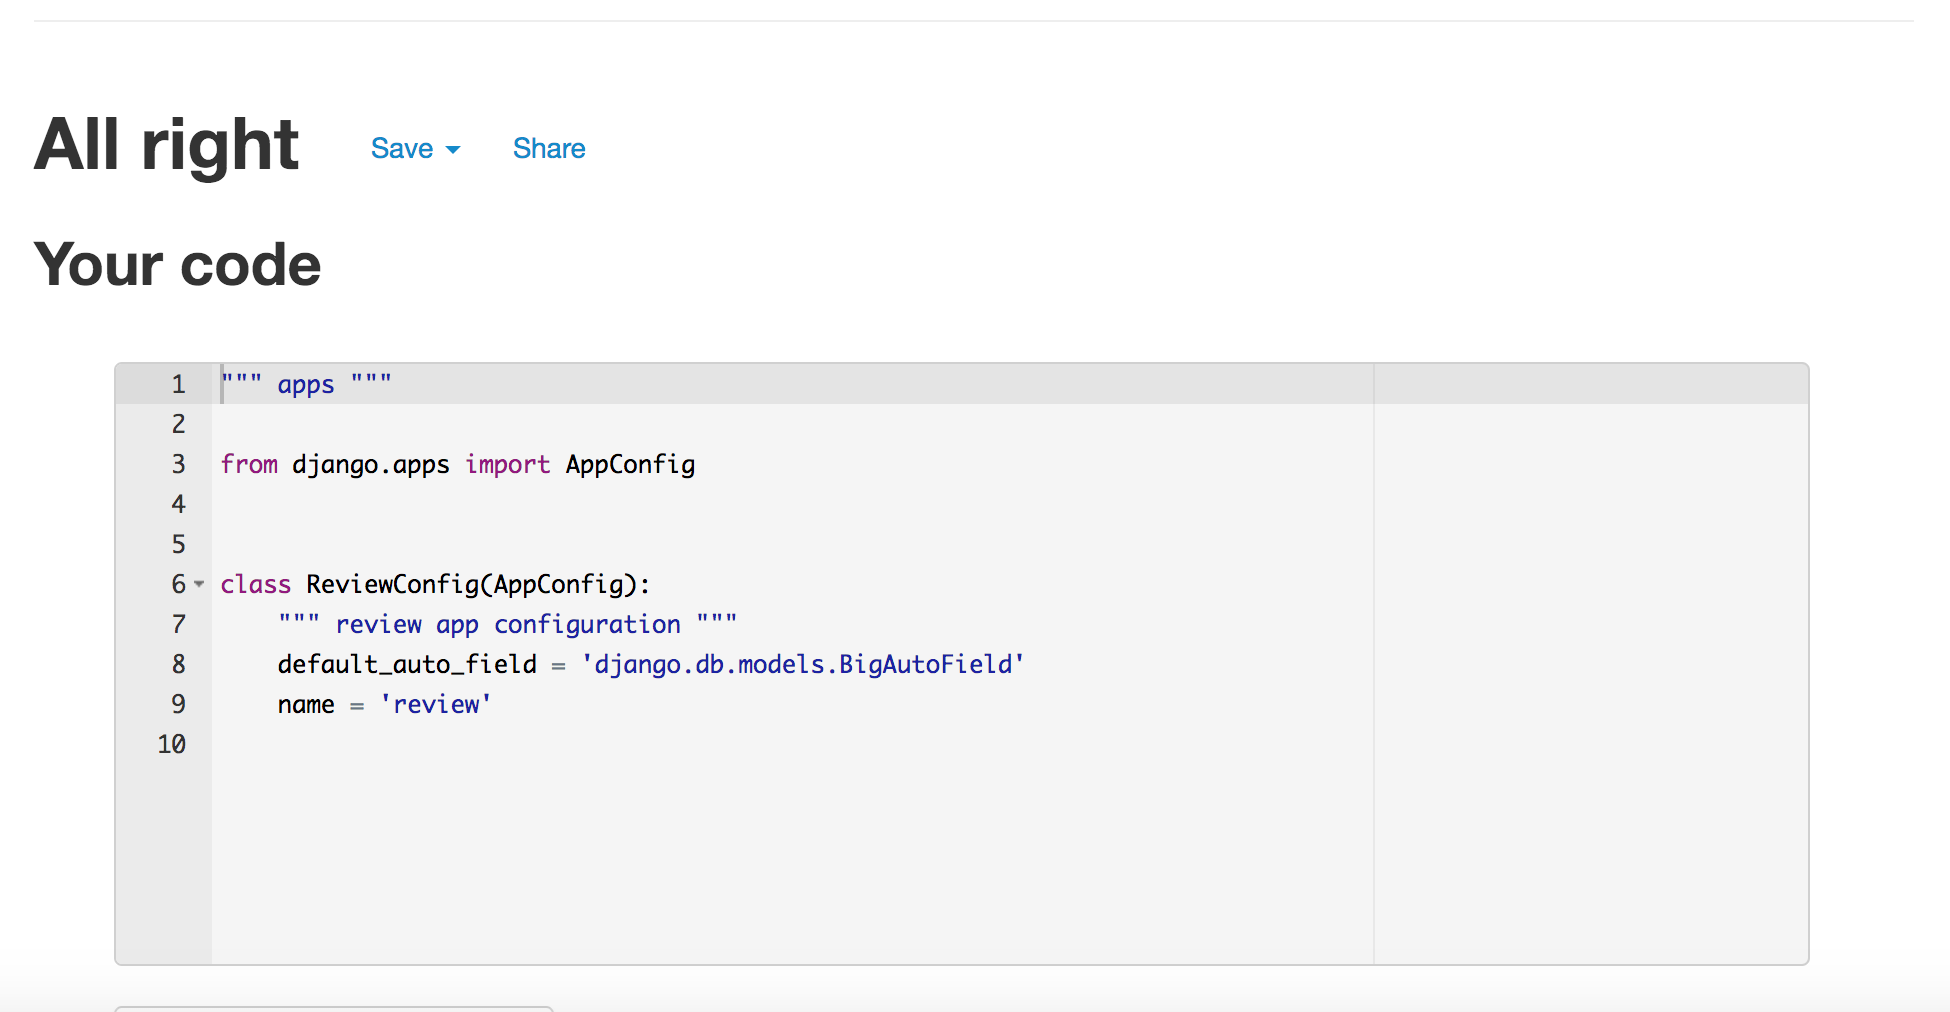 All right Save Share
Your code
1 """ apps """
2
3 from django.apps import AppConfig
4
5
6 class ReviewConfig(AppConfig):
7     """ review app configuration """
8     default_auto_field = 'django.db.models.BigAutoField'
9     name = 'review'
10